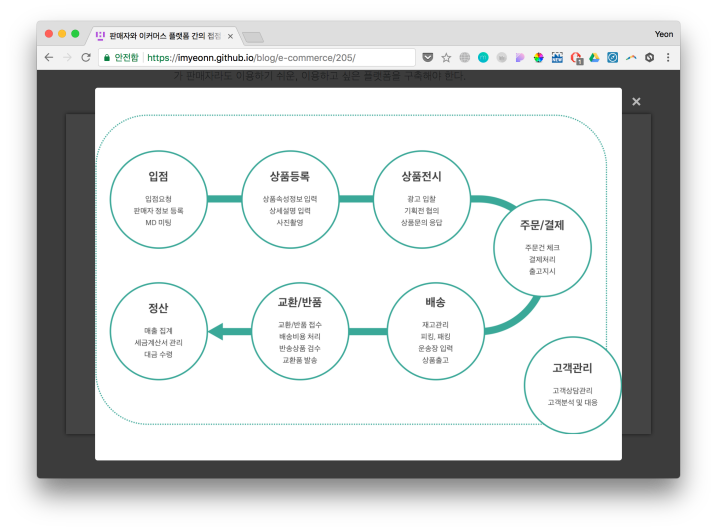 판매자와 이커머스 플랫폼 간의 접점
Yeon
안전함
https://imyeonn.github.io/blog/e-commerce/205/
가 판매자라도 이용하기 쉬운, 이용하고 싶은 플랫폼을 구축해야 한다.
입점
입점요청
판매자 정보 등록
MD 미팅
상품등록
상품속성정보 입력
상세설명 입력
사진촬영
상품전시
광고 입찰
기획전 협의
상품문의 응답
주문/결제
주문건 체크
결제처리
출고지시
정산
매출 집계
세금계산서 관리
대금 수령
교환/반품
교환/반품 접수
배송비용 처리
반송상품 검수
교환품 발송
배송
재고관리
피킹, 패킹
운송장 입력
상품출고
고객관리
고객상담관리
고객분석 및 대응